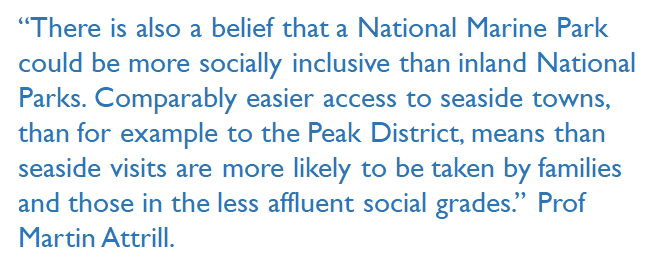 “There is also a belief that a National Marine Park
could be more socially inclusive than inland National
Parks. Comparably easier access to seaside towns,
than for example to the Peak District, means than
seaside visits are more likely to be taken by families
and those in the less affluent social grades.” Prof
Martin Attrill.